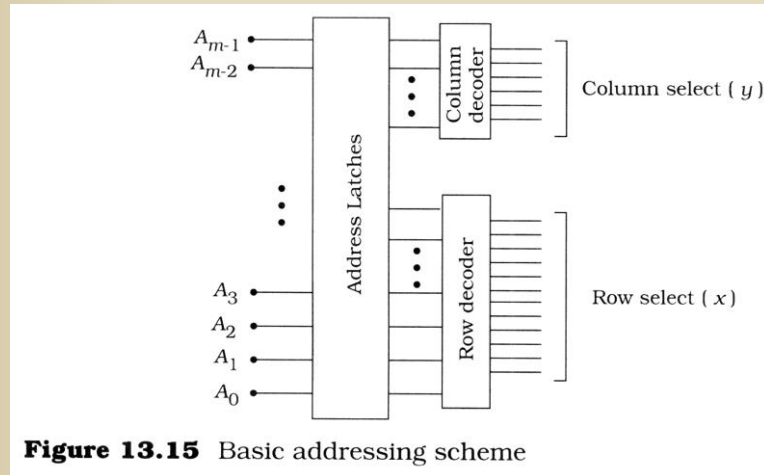 A_{m-1}
A_{m-2}
A_3
A_2
A_1
A_0
Address Latches
Column
decoder
Row decoder
Column select ( y )
Row select ( x )
Figure 13.15 Basic addressing scheme